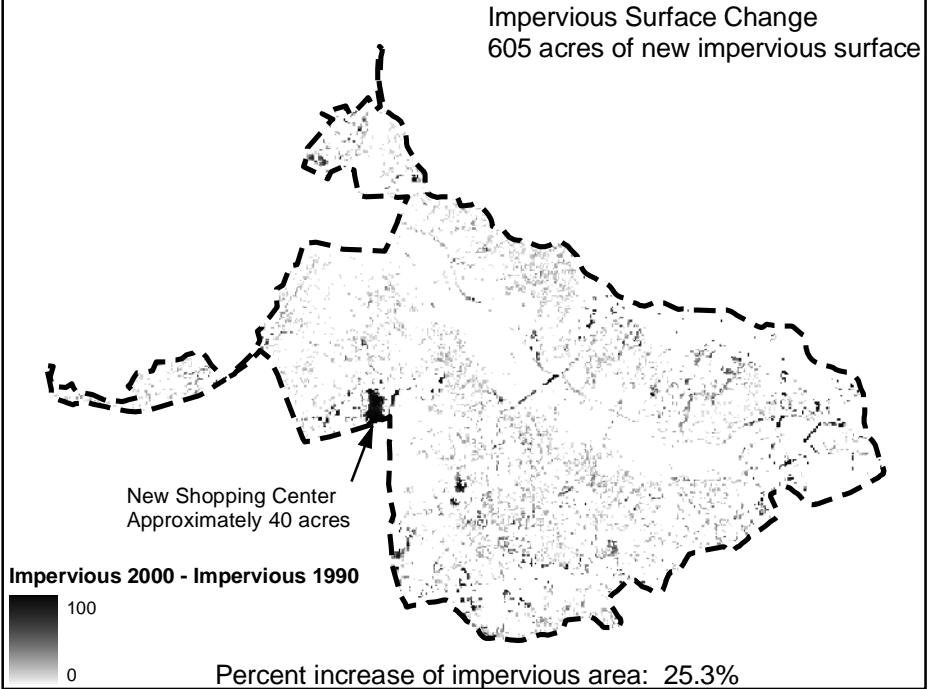 Impervious Surface Change
605 acres of new impervious surface
New Shopping Center
Approximately 40 acres
Impervious 2000 - Impervious 1990
100
0
Percent increase of impervious area: 25.3%